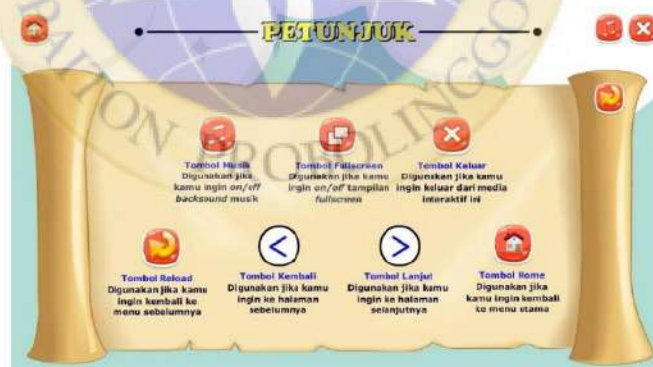 PETUNJUK
PAITON PROBOLINGGO
Tombol Musik
Digunakan jika
kamu ingin on/off
backsound musik
Tombol Fullscreen
Digunakan jika kamu
ingin on/off tampilan
fullscreen
Tombol Keluar
Digunakan jika kamu
ingin keluar dari media
interaktif ini
Tombol Reload
Digunakan jika kamu
ingin kembali ke
menu sebelumnya
Tombol Kembali
Digunakan jika kamu
ingin ke halaman
sebelumnya
Tombol Lanjut
Digunakan jika kamu
ingin ke halaman
selanjutnya
Tombol Home
Digunakan jika
kamu ingin kembali
ke menu utama